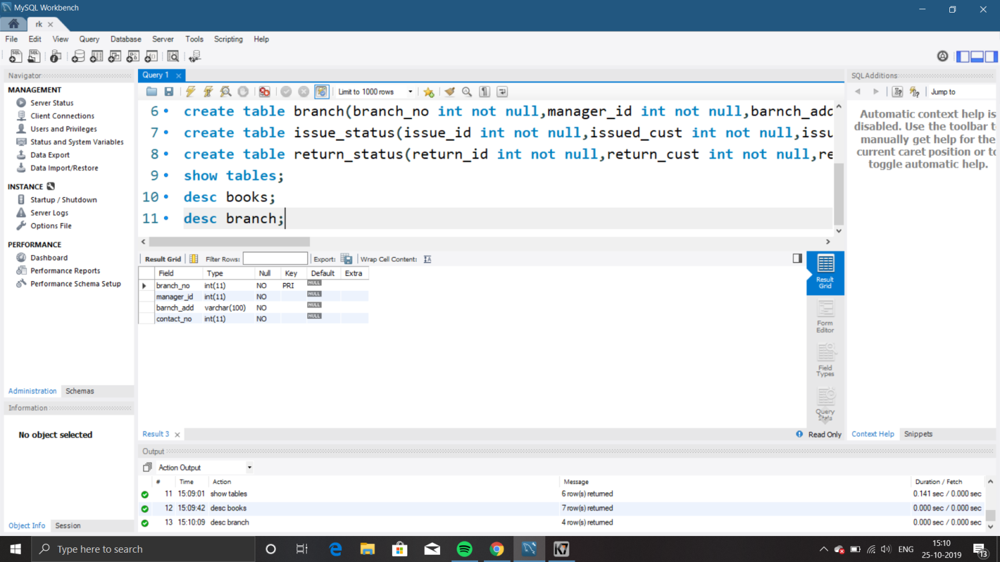 MySQL Workbench
rk
File Edit View Query Database Server Tools Scripting Help
Navigator
MANAGEMENT
Server Status
Client Connections
Users and Privileges
Status and System Variables
Data Export
Data Import/Restore
INSTANCE
Startup / Shutdown
Server Logs
Options File
PERFORMANCE
Dashboard
Performance Reports
Performance Schema Setup
Administration Schemas
Information
No object selected
Object Info Session
Query 1
Limit to 1000 rows
6 create table branch(branch_no int not null,manager_id int not null,barnch_add
7 create table issue_status(issue_id int not null,issued_cust int not null,issu
8 create table return_status(return_id int not null,return_cust int not null,re
9 show tables;
10 desc books;
11 desc branch;
Result Grid Filter Rows: Export: Wrap Cell Content:
Field Type Null Key Default Extra
branch_no int(11) NO PRI NULL
manager_id int(11) NO NULL
barnch_add varchar(100) NO NULL
contact_no int(11) NO NULL
Result Grid
Form Editor
Field Types
Query Stats
Result 3
Read Only
SQLAdditions
Jump to
Automatic context help is
disabled. Use the toolbar t
manually get help for the
current caret position or to
toggle automatic help.
Context Help Snippets
Output
Action Output
# Time Action Message Duration / Fetch
11 15:09:01 show tables 6 row(s) returned 0.141 sec / 0.000 sec
12 15:09:42 desc books 7 row(s) returned 0.000 sec / 0.000 sec
13 15:10:09 desc branch 4 row(s) returned 0.000 sec / 0.000 sec
Type here to search
ENG
15:10
25-10-2019
13